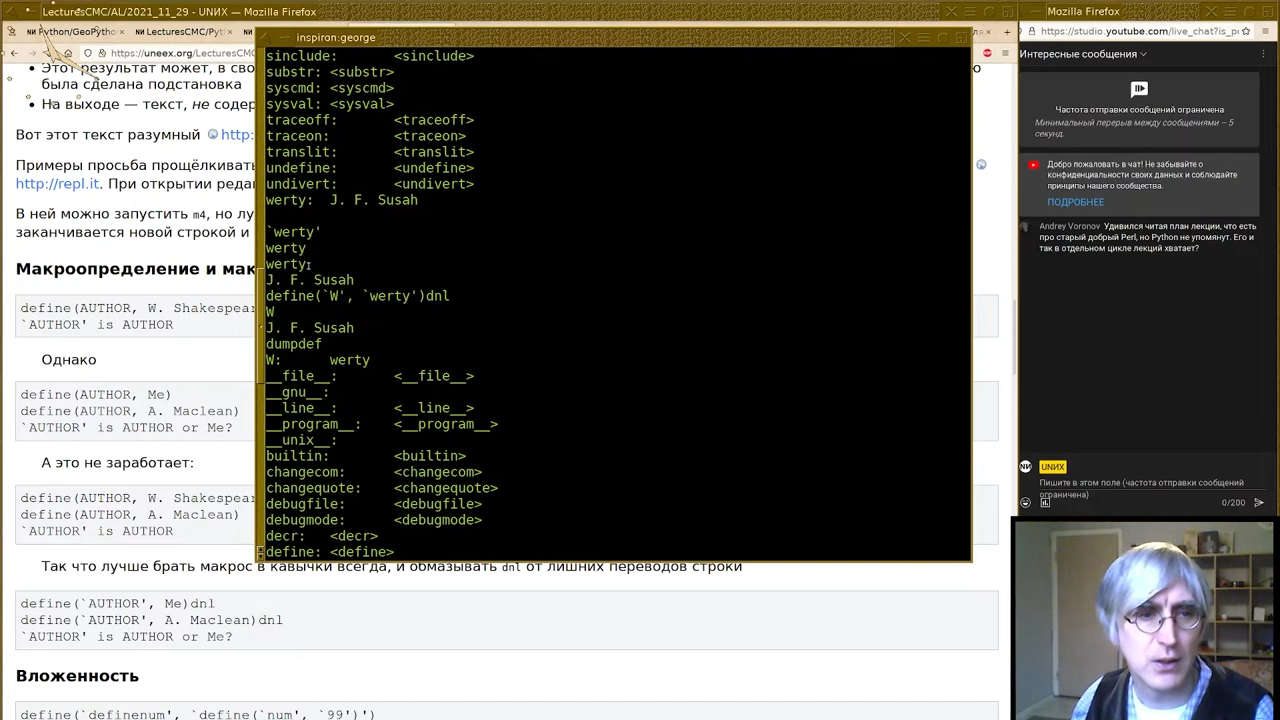 LecturesCMC/AL/2021_11_29 - UNИX — Mozilla Firefox
Mozilla Firefox
Python/GeoPytho
LecturesCMC/Pyt
https://uneex.org/LecturesCMC
https://studio.youtube.com/live_chat?is_p
inspiron:george
sinclude: <sinclude>
substr: <substr>
syscmd: <syscmd>
sysval: <sysval>
traceoff: <traceoff>
traceon: <traceon>
translit: <translit>
undefine: <undefine>
undivert: <undivert>
werty: J. F. Susah
`werty'
werty
werty
J. F. Susah
define(`W', `werty')dnl
W
J. F. Susah
dumpdef
W: werty
__file__: <__file__>
__gnu__:
__line__: <__line__>
__program__: <__program__>
__unix__:
builtin: <builtin>
changecom: <changecom>
changequote: <changequote>
debugfile: <debugfile>
debugmode: <debugmode>
decr: <decr>
define: <define>
Этот результат может, в сво
была сделана подстановка
На выходе — текст, не содер
Вот этот текст разумный http:
Примеры просьба прощёлкивать
http://repl.it. При открытии реда
В ней можно запустить m4, но лу
заканчивается новой строкой и
Макроопределение и мак
define(AUTHOR, W. Shakespear
`AUTHOR' is AUTHOR
Однако
define(AUTHOR, Me)
define(AUTHOR, A. Maclean)
`AUTHOR' is AUTHOR or Me?
А это не заработает:
define(AUTHOR, W. Shakespear
define(AUTHOR, A. Maclean)
`AUTHOR' is AUTHOR
Так что лучше брать макрос в кавычки всегда, и обмазывать dnl от лишних переводов строки
define(`AUTHOR', Me)dnl
define(`AUTHOR', A. Maclean)dnl
`AUTHOR' is AUTHOR or Me?
Вложенность
define(`definenum', `define(`num', `99')')
Интересные сообщения
Частота отправки сообщений ограничена
Минимальный перерыв между сообщениями – 5
секунд.
Добро пожаловать в чат! Не забывайте о
конфиденциальности своих данных и соблюдайте
принципы нашего сообщества.
ПОДРОБНЕЕ
Andrey Voronov Удивился читая план лекции, что есть
про старый добрый Perl, но Python не упомянут. Его и
так в отдельном цикле лекций хватает?
UNИX
Пишите в этом поле (частота отправки сообщений
ограничена)
0/200